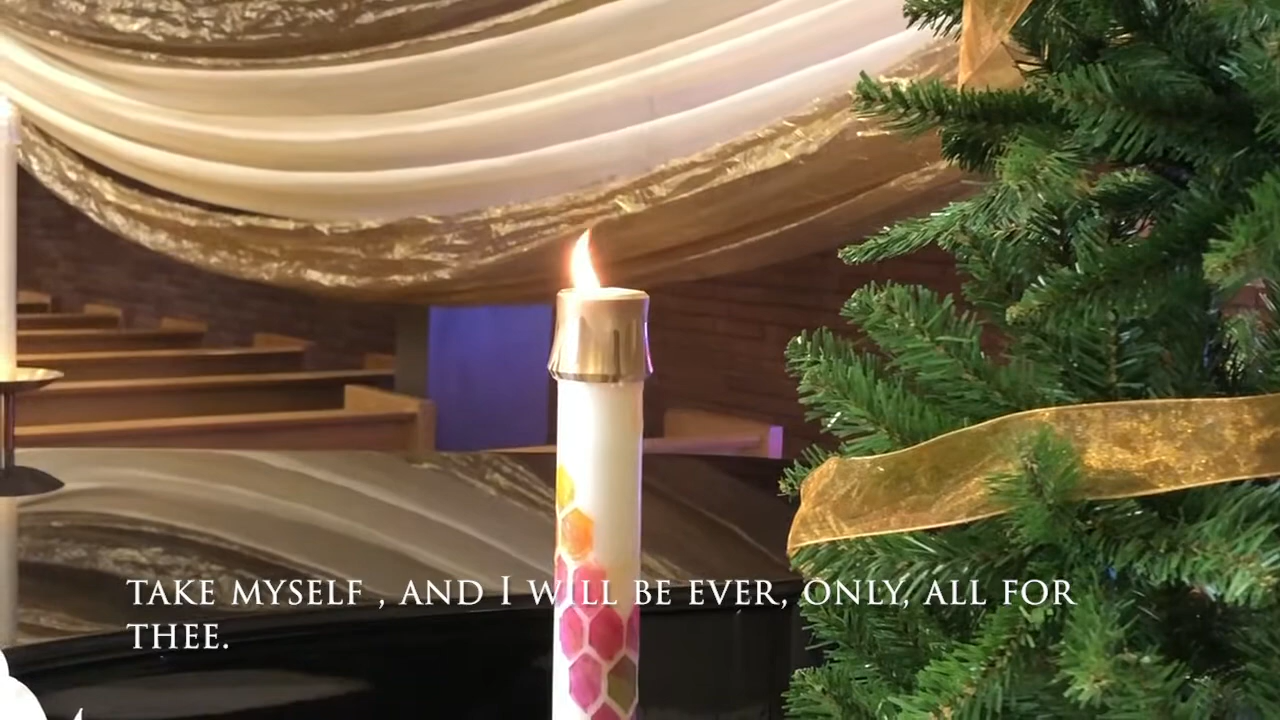 TAKE MYSELF , AND I WILL BE EVER, ONLY, ALL FOR
THEE.